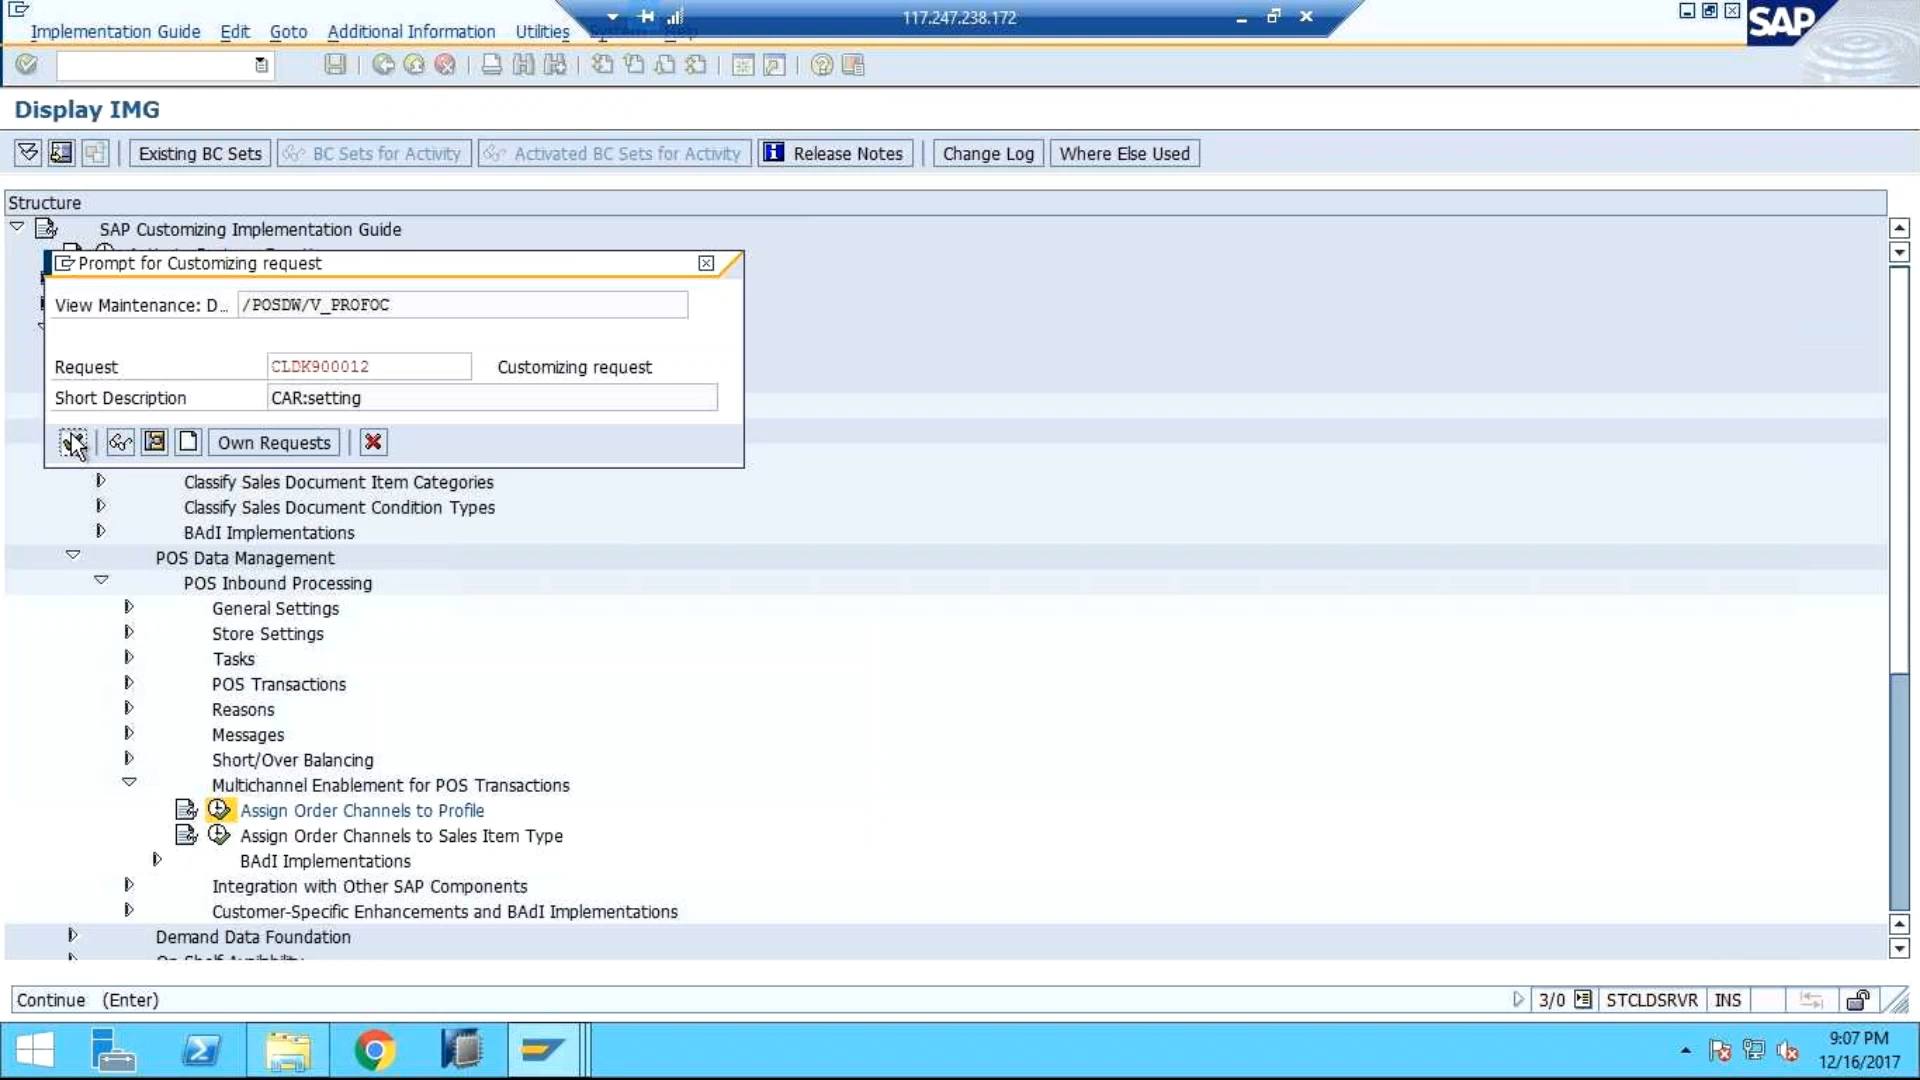 117.247.238.172
Implementation Guide Edit Goto Additional Information Utilities
SAP
Display IMG
Existing BC Sets BC Sets for Activity Activated BC Sets for Activity Release Notes Change Log Where Else Used
Structure
SAP Customizing Implementation Guide
Prompt for Customizing request
View Maintenance: D... /POSDW/V_PROFOC
Request CLDK900012 Customizing request
Short Description CAR:setting
Own Requests
Classify Sales Document Item Categories
Classify Sales Document Condition Types
BAdI Implementations
POS Data Management
POS Inbound Processing
General Settings
Store Settings
Tasks
POS Transactions
Reasons
Messages
Short/Over Balancing
Multichannel Enablement for POS Transactions
Assign Order Channels to Profile
Assign Order Channels to Sales Item Type
BAdI Implementations
Integration with Other SAP Components
Customer-Specific Enhancements and BAdI Implementations
Demand Data Foundation
Continue (Enter) 3/0 STCLDSRVR INS
9:07 PM
12/16/2017